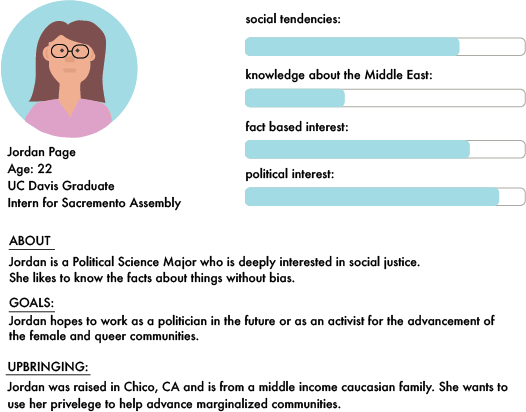 social tendencies:
knowledge about the Middle East:
fact based interest:
political interest:
Jordan Page
Age: 22
UC Davis Graduate
Intern for Sacremento Assembly
ABOUT
Jordan is a Political Science Major who is deeply interested in social justice.
She likes to know the facts about things without bias.
GOALS:
Jordan hopes to work as a politician in the future or as an activist for the advancement of
the female and queer communities.
UPBRINGING:
Jordan was raised in Chico, CA and is from a middle income caucasian family. She wants to
use her privelege to help advance marginalized communities.